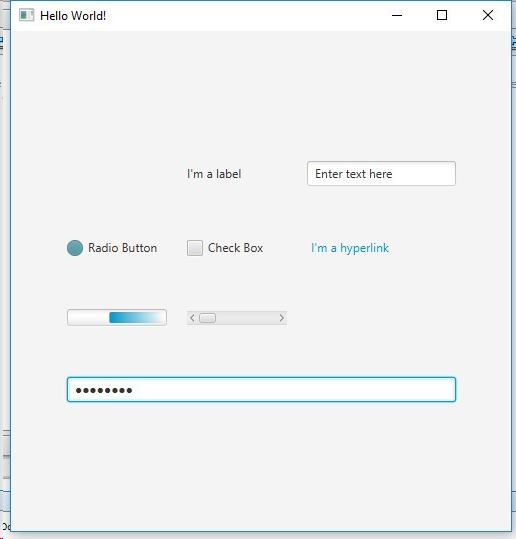 Hello World!
I'm a label
Enter text here
Radio Button
Check Box
I'm a hyperlink
••••••••